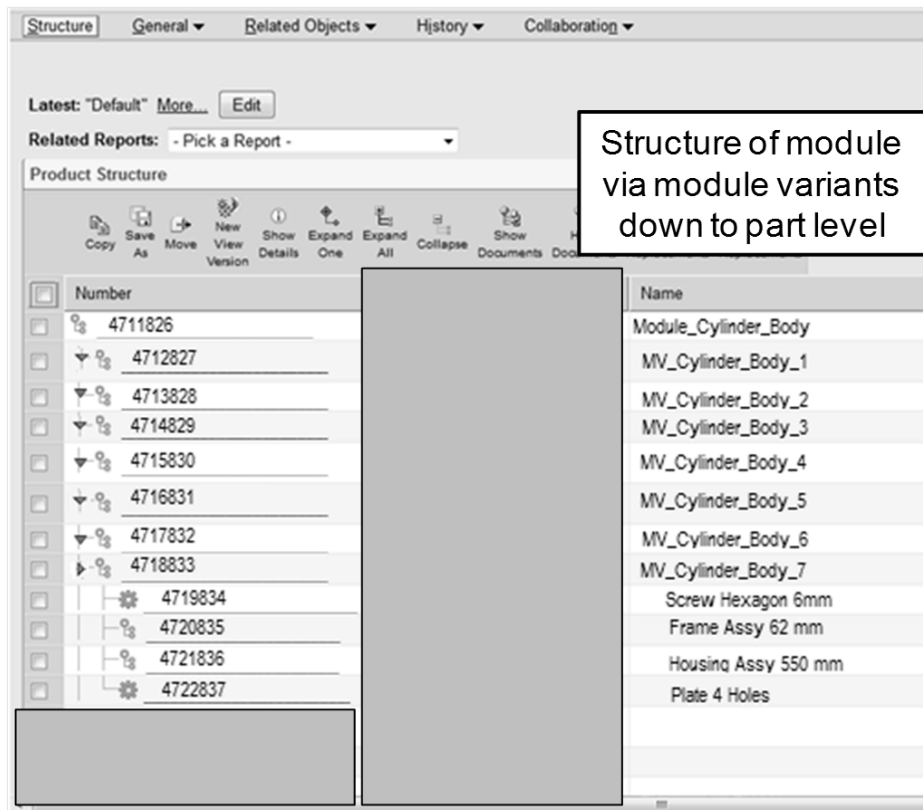 Structure General Related Objects History Collaboration
Latest: "Default" More... Edit
Related Reports: - Pick a Report -
Structure of module
via module variants
down to part level
Product Structure
Copy Save As Move New View Version Show Details Expand One Expand All Collapse Show Documents
Number Name
4711826 Module_Cylinder_Body
4712827 MV_Cylinder_Body_1
4713828 MV_Cylinder_Body_2
4714829 MV_Cylinder_Body_3
4715830 MV_Cylinder_Body_4
4716831 MV_Cylinder_Body_5
4717832 MV_Cylinder_Body_6
4718833 MV_Cylinder_Body_7
4719834 Screw Hexagon 6mm
4720835 Frame Assy 62 mm
4721836 Housing Assy 550 mm
4722837 Plate 4 Holes